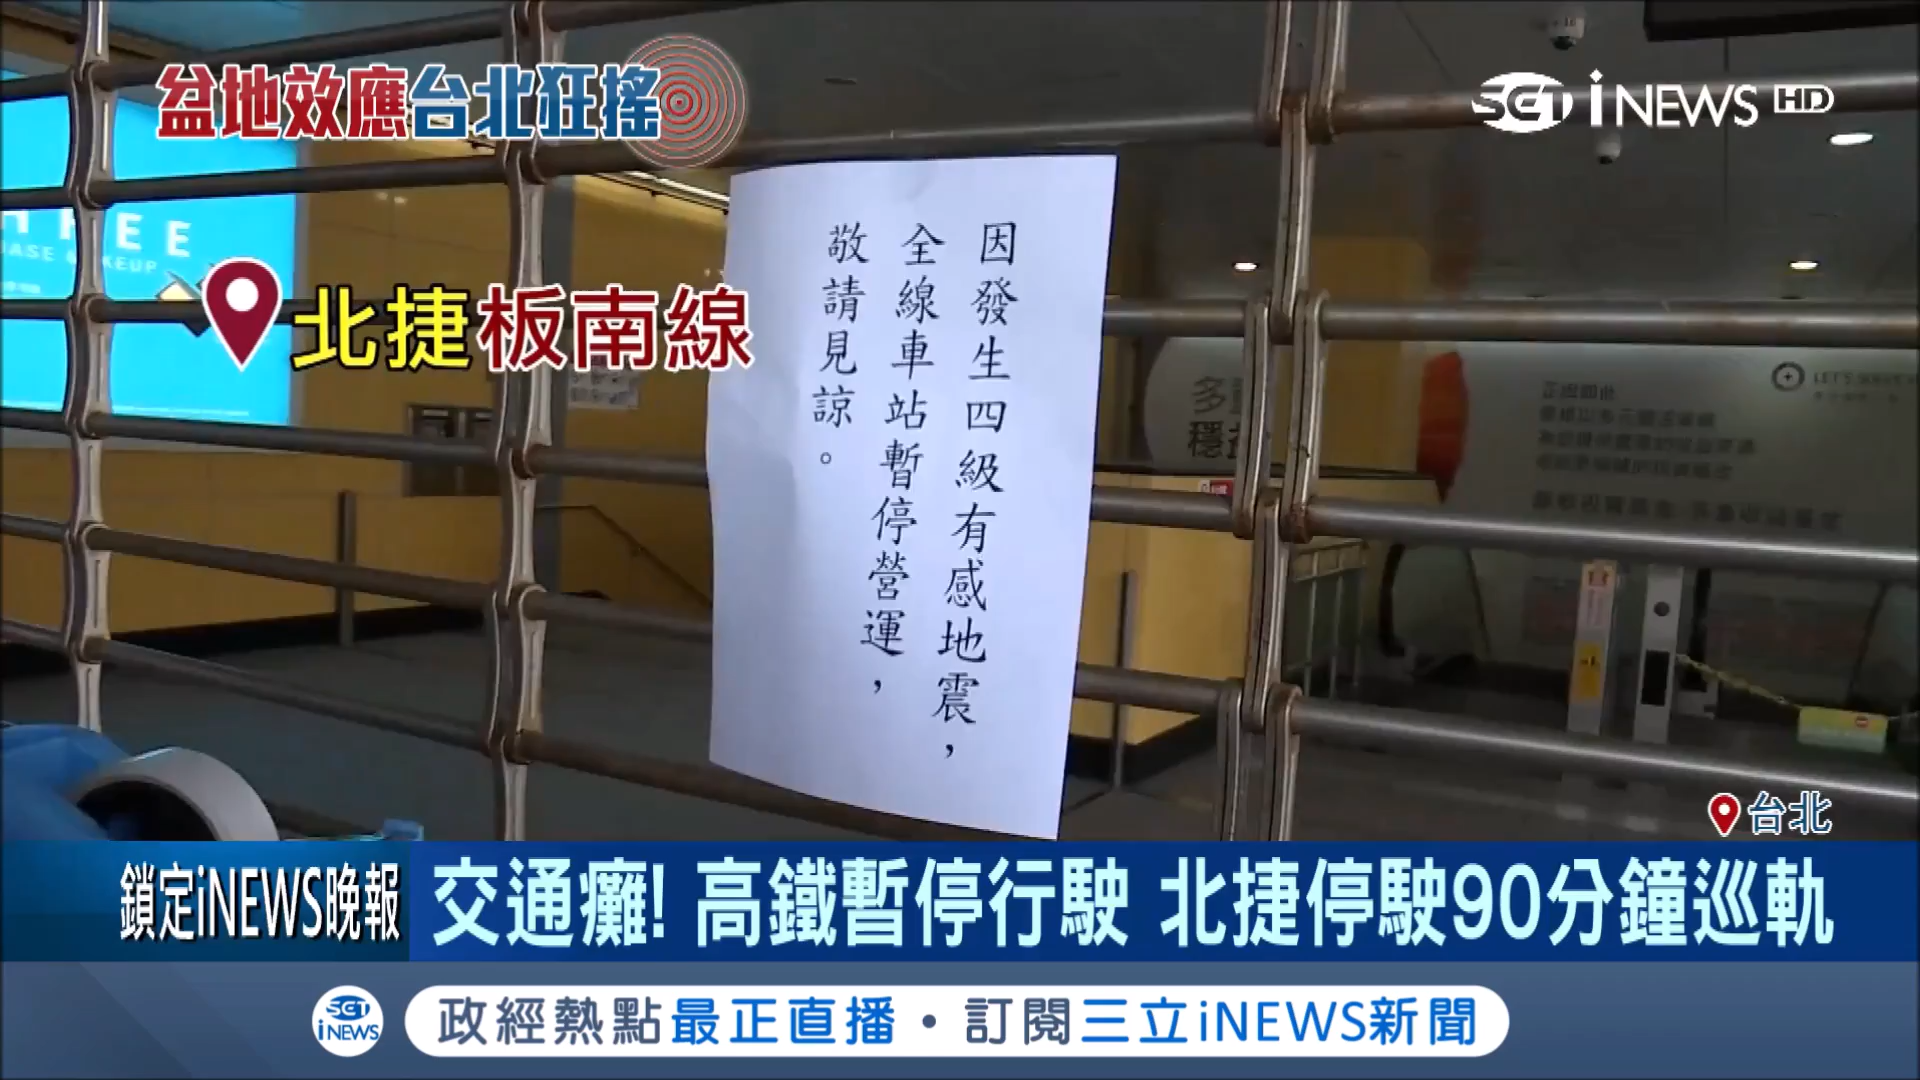 盆地效應台北狂搖
SET iNEWS HD
HREE
北捷板南線
因發生四級有感地震，
全線車站暫停營運，
敬請見諒。
台北
鎖定iNEWS晚報
交通癱! 高鐵暫停行駛 北捷停駛90分鐘巡軌
SET iNEWS
政經熱點最正直播・訂閱三立iNEWS新聞